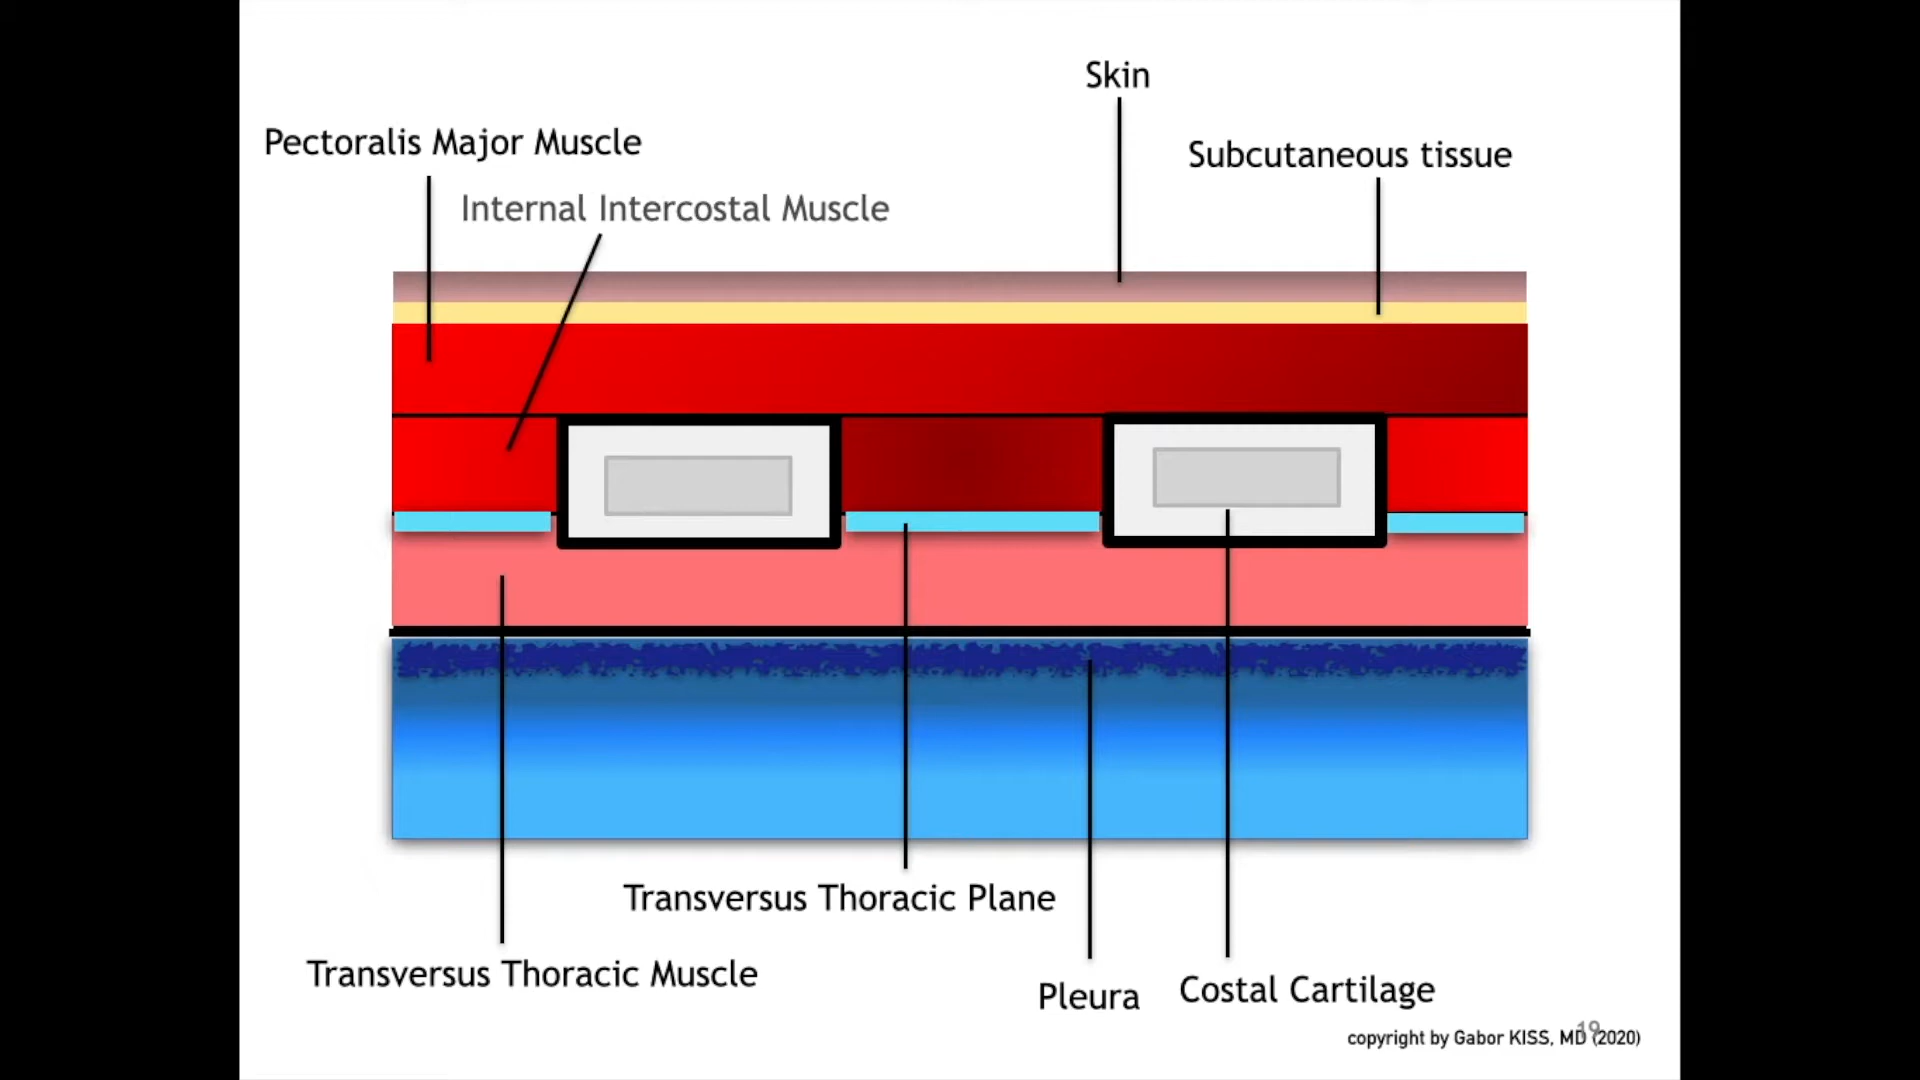 Skin
Pectoralis Major Muscle
Subcutaneous tissue
Internal Intercostal Muscle
Transversus Thoracic Plane
Transversus Thoracic Muscle
Pleura
Costal Cartilage
19
copyright by Gabor KISS, MD (2020)